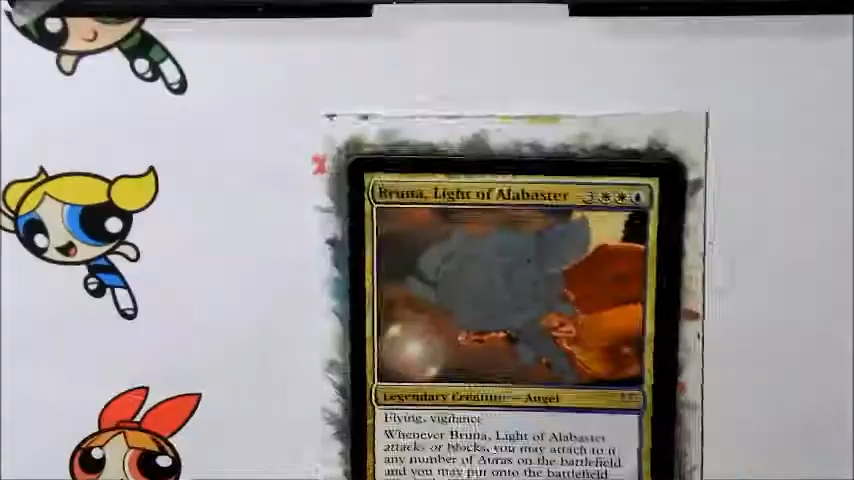 Bruna, Light of Alabaster
Legendary Creature — Angel
Flying, vigilance
Whenever Bruna, Light of Alabaster
attacks or blocks, you may attach to it
any number of Auras on the battlefield
and you may put onto the battlefield